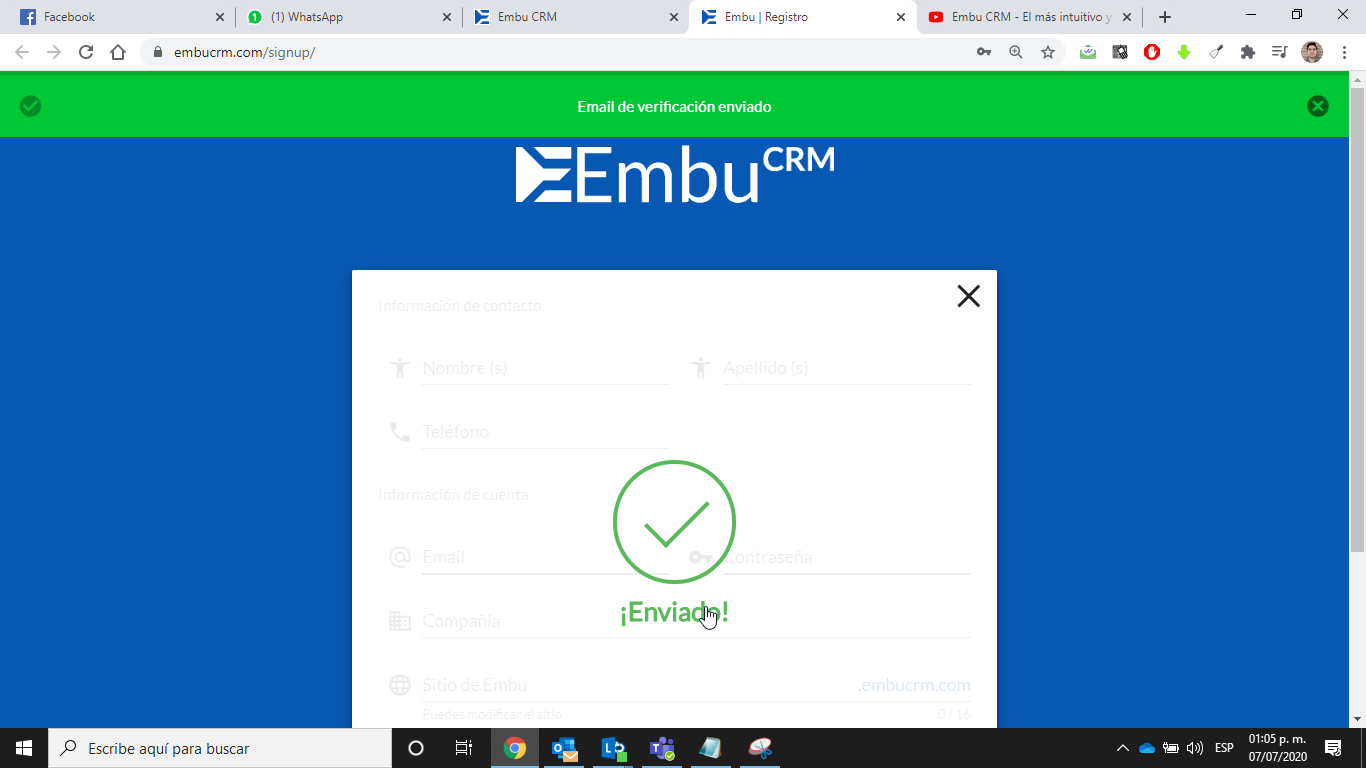 Facebook
(1) WhatsApp
Embu CRM
Embu | Registro
Embu CRM - El más intuitivo y
embucrm.com/signup/
Email de verificación enviado
Embu CRM
Información de contacto
Nombre (s)
Apellido (s)
Teléfono
Información de cuenta
Email
Contraseña
¡Enviado!
Compañía
Sitio de Embu
.embucrm.com
Puedes modificar el sitio
0 / 16
Escribe aquí para buscar
ESP
01:05 p. m.
07/07/2020